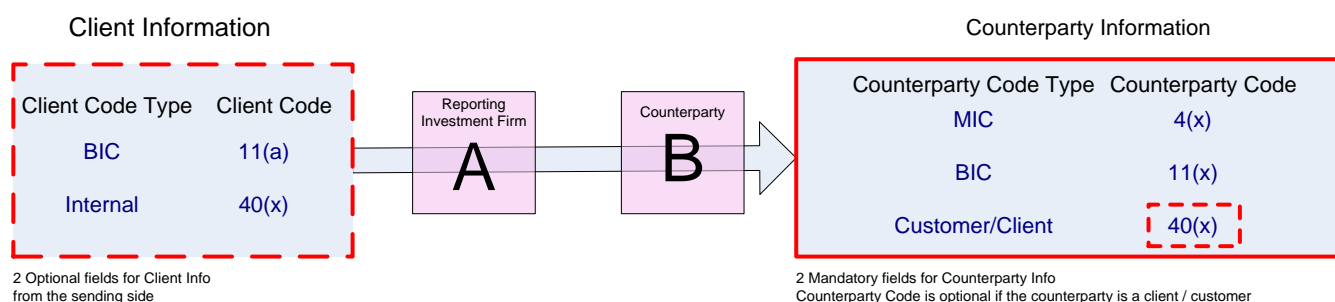 Client Information
Client Code Type Client Code
BIC 11(a)
Internal 40(x)
2 Optional fields for Client Info
from the sending side
Reporting
Investment Firm
A
Counterparty
B
Counterparty Information
Counterparty Code Type Counterparty Code
MIC 4(x)
BIC 11(x)
Customer/Client 40(x)
2 Mandatory fields for Counterparty Info
Counterparty Code is optional if the counterparty is a client / customer